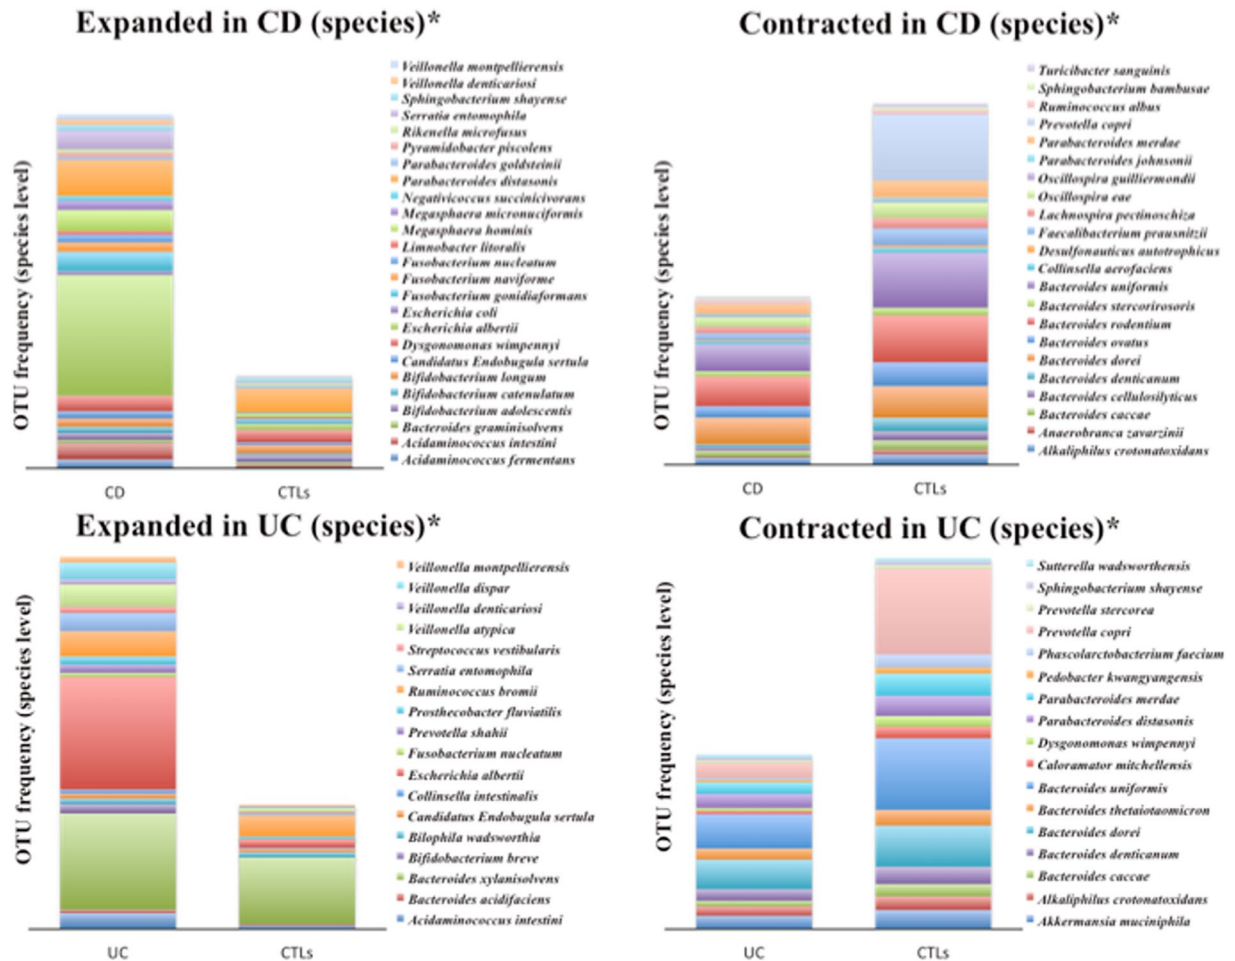 Expanded in CD (species)*
OTU frequency (species level)
CD
CTLs
Veillonella montpellierensis
Veillonella denticariosi
Sphingobacterium shayense
Serratia entomophila
Rikenella microfusus
Pyramidobacter piscolens
Parabacteroides goldsteinii
Parabacteroides distasonis
Negativicoccus succinicivorans
Megasphaera micronuciformis
Megasphaera hominis
Limnobacter litoralis
Fusobacterium nucleatum
Fusobacterium naviforme
Fusobacterium gonidiaformans
Escherichia coli
Escherichia albertii
Dysgonomonas wimpennyi
Candidatus Endobugula sertula
Bifidobacterium longum
Bifidobacterium catenulatum
Bifidobacterium adolescentis
Bacteroides graminisolvens
Acidaminococcus intestini
Acidaminococcus fermentans
Contracted in CD (species)*
OTU frequency (species level)
CD
CTLs
Turicibacter sanguinis
Sphingobacterium bambusae
Ruminococcus albus
Prevotella copri
Parabacteroides merdae
Parabacteroides johnsonii
Oscillospira guilliermondii
Oscillospira eae
Lachnospira pectinoschiza
Faecalibacterium prausnitzii
Desulfonauticus autotrophicus
Collinsella aerofaciens
Bacteroides uniformis
Bacteroides stercorirosoris
Bacteroides rodentium
Bacteroides ovatus
Bacteroides dorei
Bacteroides denticanum
Bacteroides cellulosilyticus
Bacteroides caccae
Anaerobranca zavarzinii
Alkaliphilus crotonatoxidans
Expanded in UC (species)*
OTU frequency (species level)
UC
CTLs
Veillonella montpellierensis
Veillonella dispar
Veillonella denticariosi
Veillonella atypica
Streptococcus vestibularis
Serratia entomophila
Ruminococcus bromii
Prosthecobacter fluviatilis
Prevotella shahii
Fusobacterium nucleatum
Escherichia albertii
Collinsella intestinalis
Candidatus Endobugula sertula
Bilophila wadsworthia
Bifidobacterium breve
Bacteroides xylanisolvens
Bacteroides acidifaciens
Acidaminococcus intestini
Contracted in UC (species)*
OTU frequency (species level)
UC
CTLs
Sutterella wadsworthensis
Sphingobacterium shayense
Prevotella stercorea
Prevotella copri
Phascolarctobacterium faecium
Pedobacter kwangyangensis
Parabacteroides merdae
Parabacteroides distasonis
Dysgonomonas wimpennyi
Caloramator mitchellensis
Bacteroides uniformis
Bacteroides thetaiotaomicron
Bacteroides dorei
Bacteroides denticanum
Bacteroides caccae
Alkaliphilus crotonatoxidans
Akkermansia muciniphila